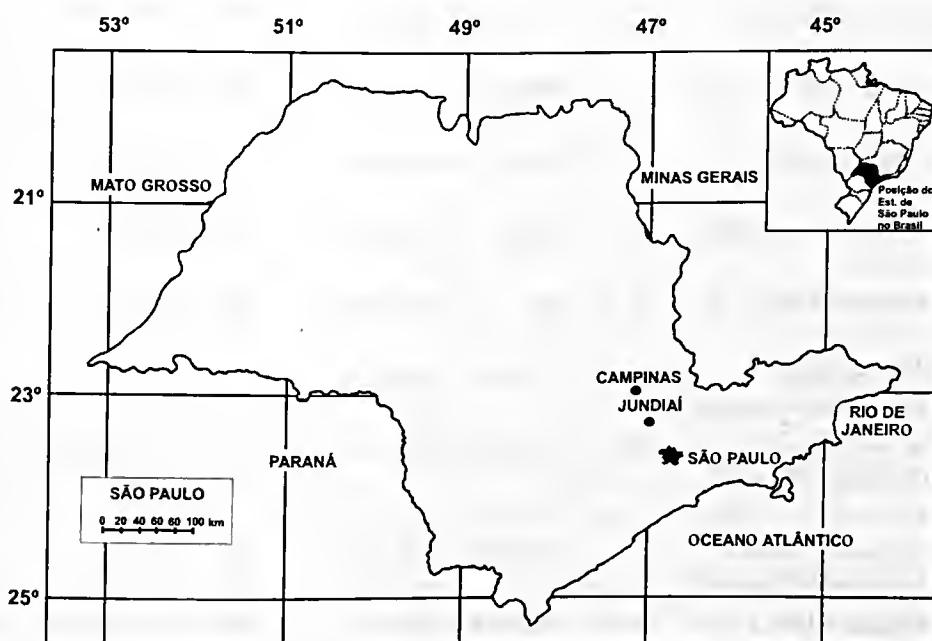 53º 51º 49º 47º 45º
MATO GROSSO
MINAS GERAIS
Posição do
Est. de
São Paulo
no Brasil
21º
23º
CAMPINAS
JUNDIAÍ
RIO DE
JANEIRO
SÃO PAULO
PARANÁ
SÃO PAULO
0 20 40 60 80 100 km
OCEANO ATLÂNTICO
25º